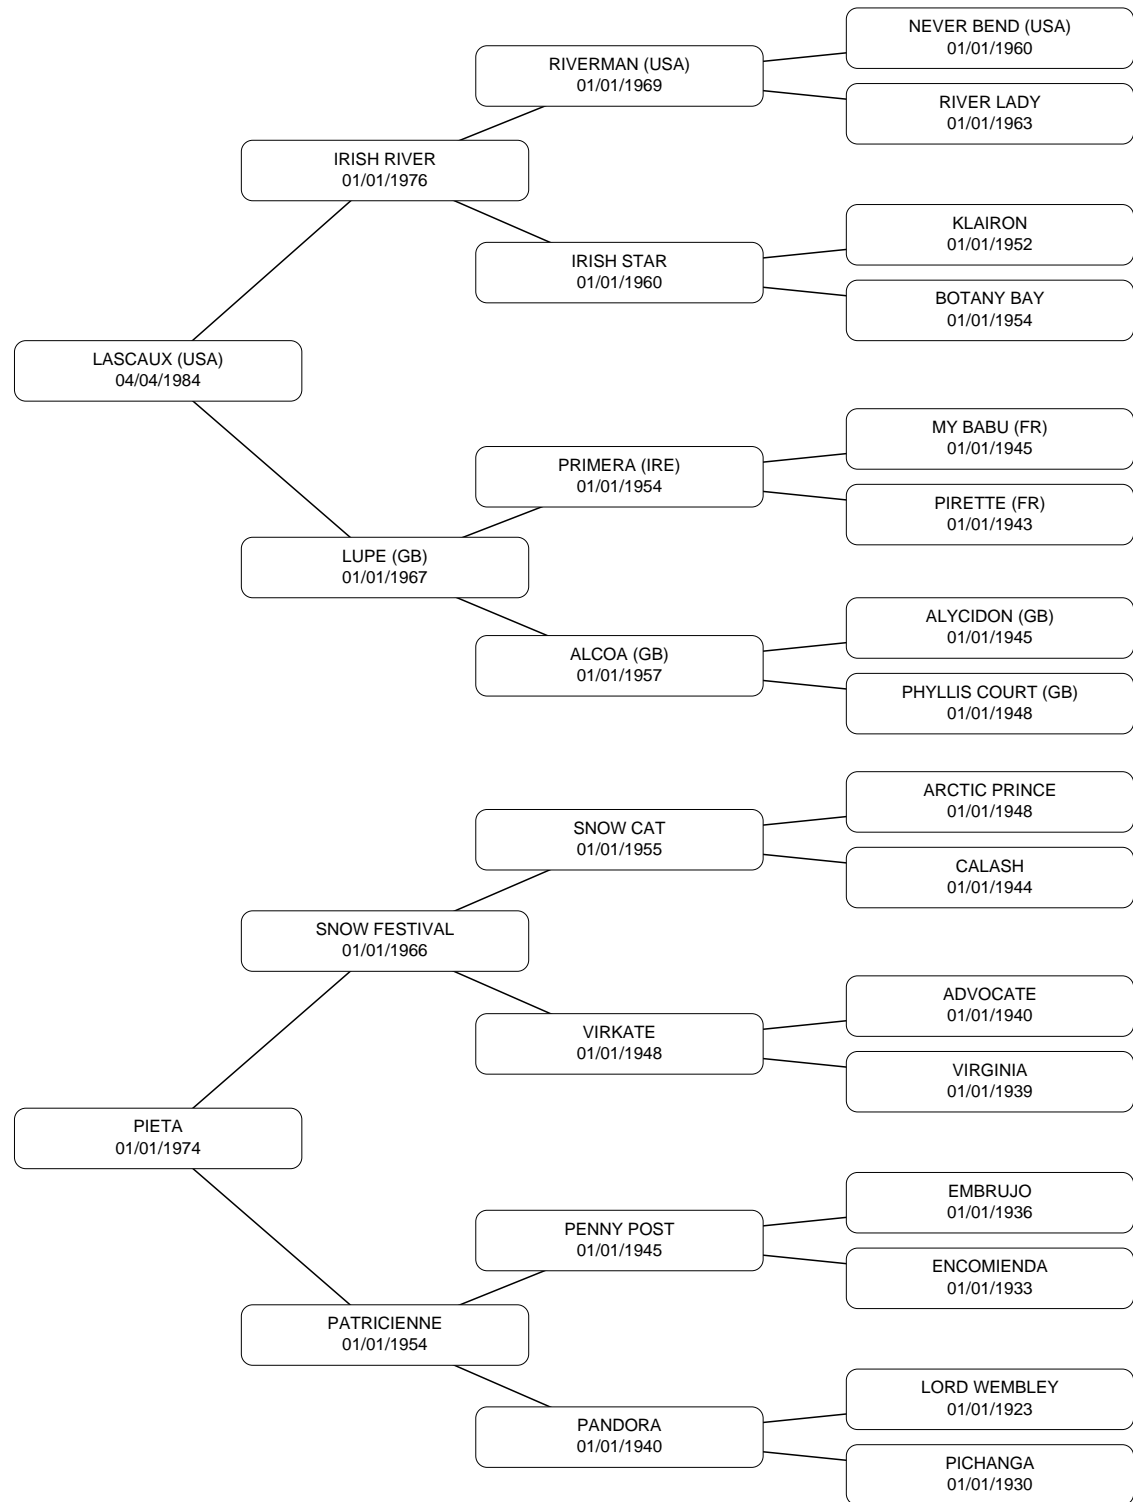 NEVER BEND (USA)
01/01/1960
RIVERMAN (USA)
01/01/1969
RIVER LADY
01/01/1963
IRISH RIVER
01/01/1976
KLAIRON
01/01/1952
IRISH STAR
01/01/1960
BOTANY BAY
01/01/1954
LASCAUX (USA)
04/04/1984
MY BABU (FR)
01/01/1945
PRIMERA (IRE)
01/01/1954
PIRETTE (FR)
01/01/1943
LUPE (GB)
01/01/1967
ALYCIDON (GB)
01/01/1945
ALCOA (GB)
01/01/1957
PHYLLIS COURT (GB)
01/01/1948
ARCTIC PRINCE
01/01/1948
SNOW CAT
01/01/1955
CALASH
01/01/1944
SNOW FESTIVAL
01/01/1966
ADVOCATE
01/01/1940
VIRKATE
01/01/1948
VIRGINIA
01/01/1939
PIETA
01/01/1974
EMBRUJO
01/01/1936
PENNY POST
01/01/1945
ENCOMIENDA
01/01/1933
PATRICIENNE
01/01/1954
LORD WEMBLEY
01/01/1923
PANDORA
01/01/1940
PICHANGA
01/01/1930